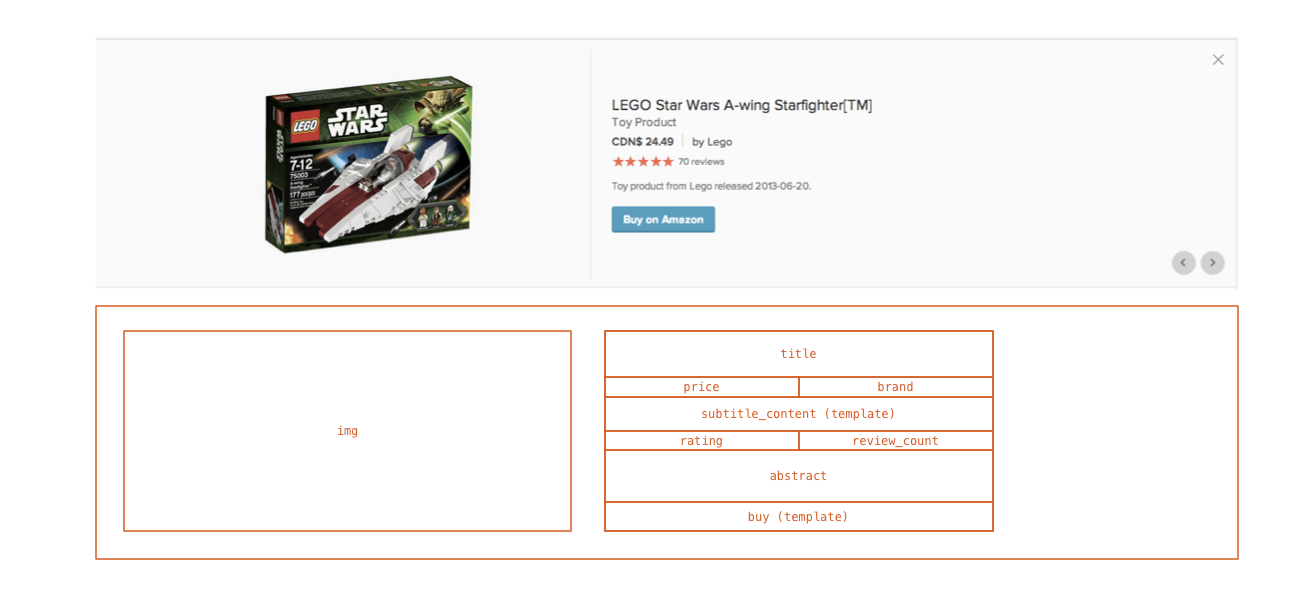 LEGO Star Wars A-wing Starfighter[TM]
Toy Product
CDN$ 24.49 by Lego
70 reviews
Toy product from Lego released 2013-06-20.
Buy on Amazon
STAR
WARS
LEGO
7-12
75003
A-wing
Starfighter
177
title
price brand
subtitle_content (template)
img
rating review_count
abstract
buy (template)